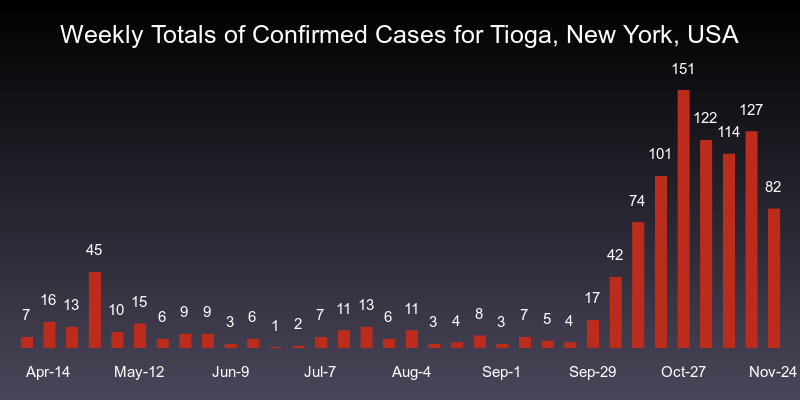 Weekly Totals of Confirmed Cases for Tioga, New York, USA
7 16 13 45 10 15 6 9 9 3 6 1 2 7 11 13 6 11 3 4 8 3 7 5 4 17 42 74 101 151 122 114 127 82
Apr-14 May-12 Jun-9 Jul-7 Aug-4 Sep-1 Sep-29 Oct-27 Nov-24